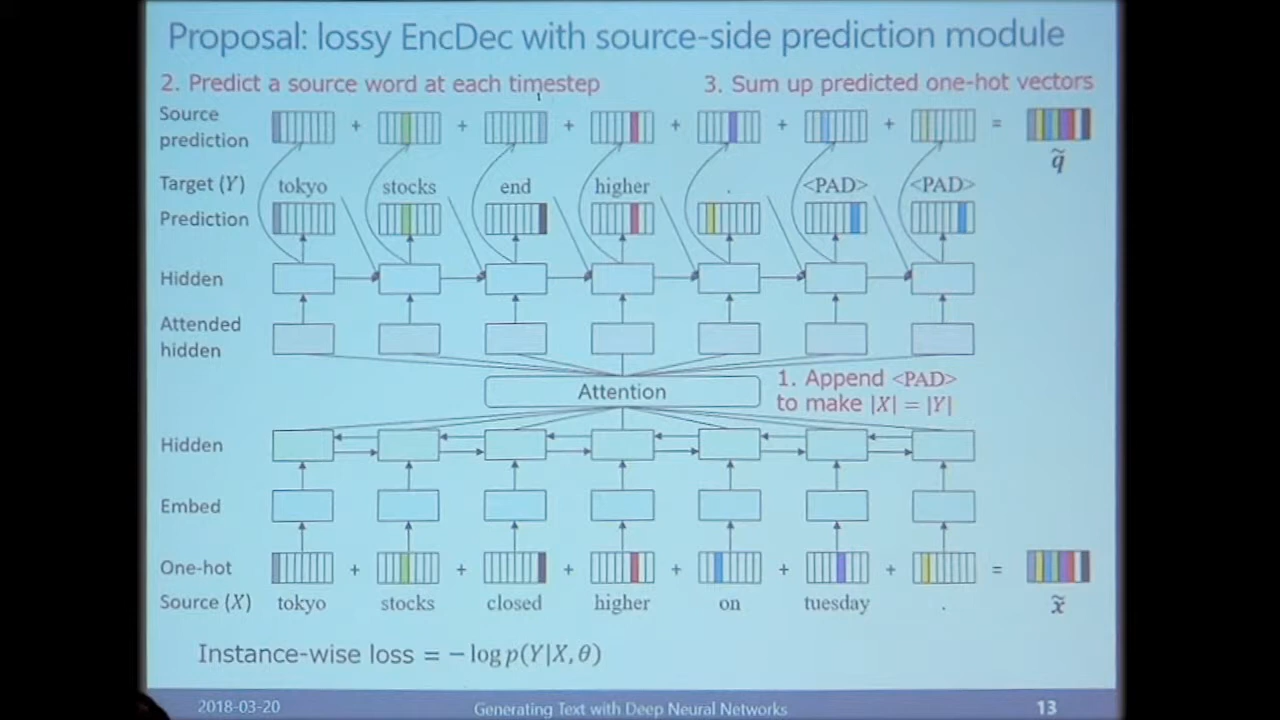 Proposal: lossy EncDec with source-side prediction module
2. Predict a source word at each timestep
3. Sum up predicted one-hot vectors
Source
prediction
+ + + + + + =
q̃
Target (Y) tokyo stocks end higher . <PAD> <PAD>
Prediction
Hidden
Attended
hidden
Attention
1. Append <PAD>
to make |X| = |Y|
Hidden
Embed
One-hot + + + + + + =
Source (X) tokyo stocks closed higher on tuesday . x̃
Instance-wise loss = − log p(Y|X, θ)
2018-03-20 Generating Text with Deep Neural Networks 13